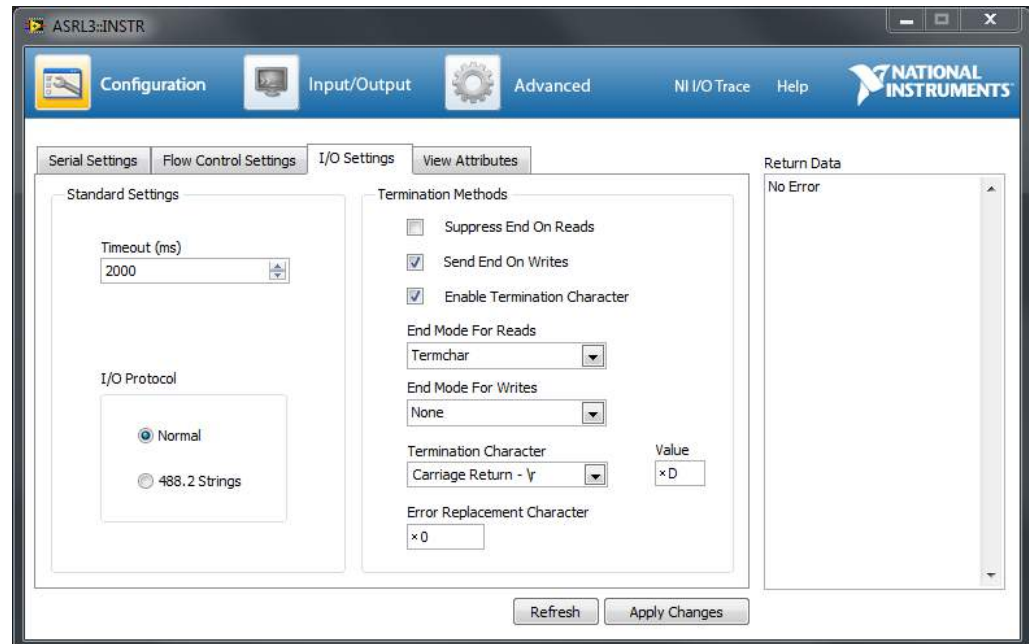 ASRL3::INSTR
Configuration
Input/Output
Advanced
NI I/O Trace
Help
NATIONAL
INSTRUMENTS
Serial Settings
Flow Control Settings
I/O Settings
View Attributes
Standard Settings
Timeout (ms)
2000
I/O Protocol
Normal
488.2 Strings
Termination Methods
Suppress End On Reads
Send End On Writes
Enable Termination Character
End Mode For Reads
Termchar
End Mode For Writes
None
Termination Character
Carriage Return - \r
Value
×D
Error Replacement Character
×0
Return Data
No Error
Refresh
Apply Changes